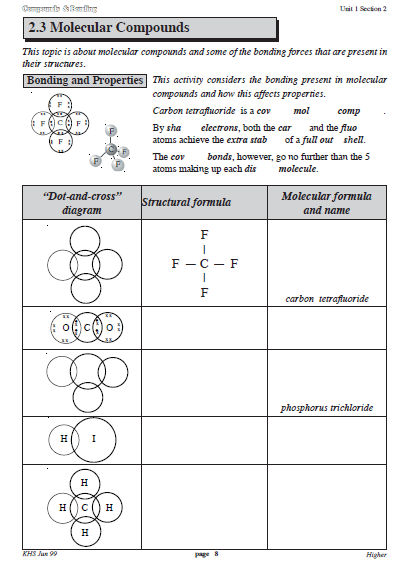 Compounds & Bonding
Unit 1 Section 2
2.3 Molecular Compounds
This topic is about molecular compounds and some of the bonding forces that are present in
their structures.
Bonding and Properties
This activity considers the bonding present in molecular
compounds and how this affects properties.
Carbon tetrafluoride is a cov mol comp .
By sha electrons, both the car and the fluo
atoms achieve the extra stab of a full out shell.
The cov bonds, however, go no further than the 5
atoms making up each dis molecule.
F
F C F
F
F
C
F
F
F
"Dot-and-cross"
diagram
Structural formula
Molecular formula
and name
F
|
F — C — F
|
F
carbon tetrafluoride
O C O
phosphorus trichloride
H I
H
H C H
H
KHS Jun 99
page 8
Higher